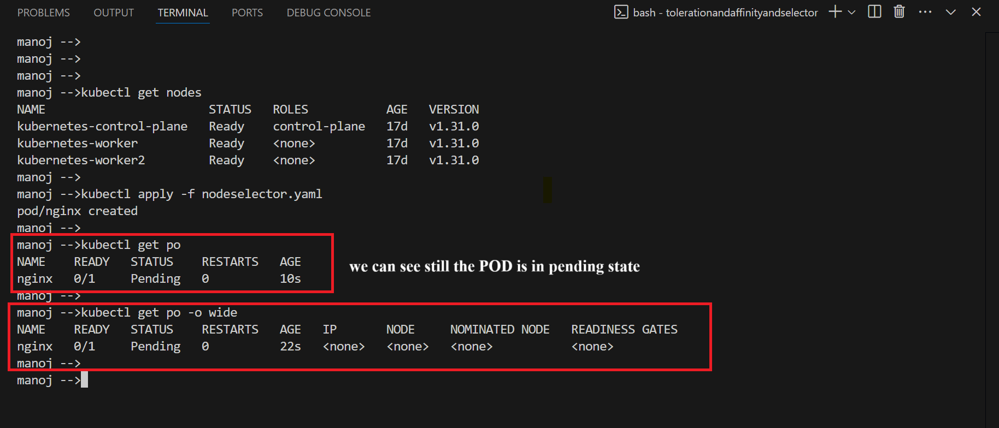 PROBLEMS OUTPUT TERMINAL PORTS DEBUG CONSOLE bash - tolerationandaffinityandselector
manoj -->
manoj -->
manoj -->
manoj -->kubectl get nodes
NAME STATUS ROLES AGE VERSION
kubernetes-control-plane Ready control-plane 17d v1.31.0
kubernetes-worker Ready <none> 17d v1.31.0
kubernetes-worker2 Ready <none> 17d v1.31.0
manoj -->
manoj -->kubectl apply -f nodeselector.yaml
pod/nginx created
manoj -->
manoj -->kubectl get po
NAME READY STATUS RESTARTS AGE
nginx 0/1 Pending 0 10s
we can see still the POD is in pending state
manoj -->
manoj -->kubectl get po -o wide
NAME READY STATUS RESTARTS AGE IP NODE NOMINATED NODE READINESS GATES
nginx 0/1 Pending 0 22s <none> <none> <none> <none>
manoj -->
manoj -->